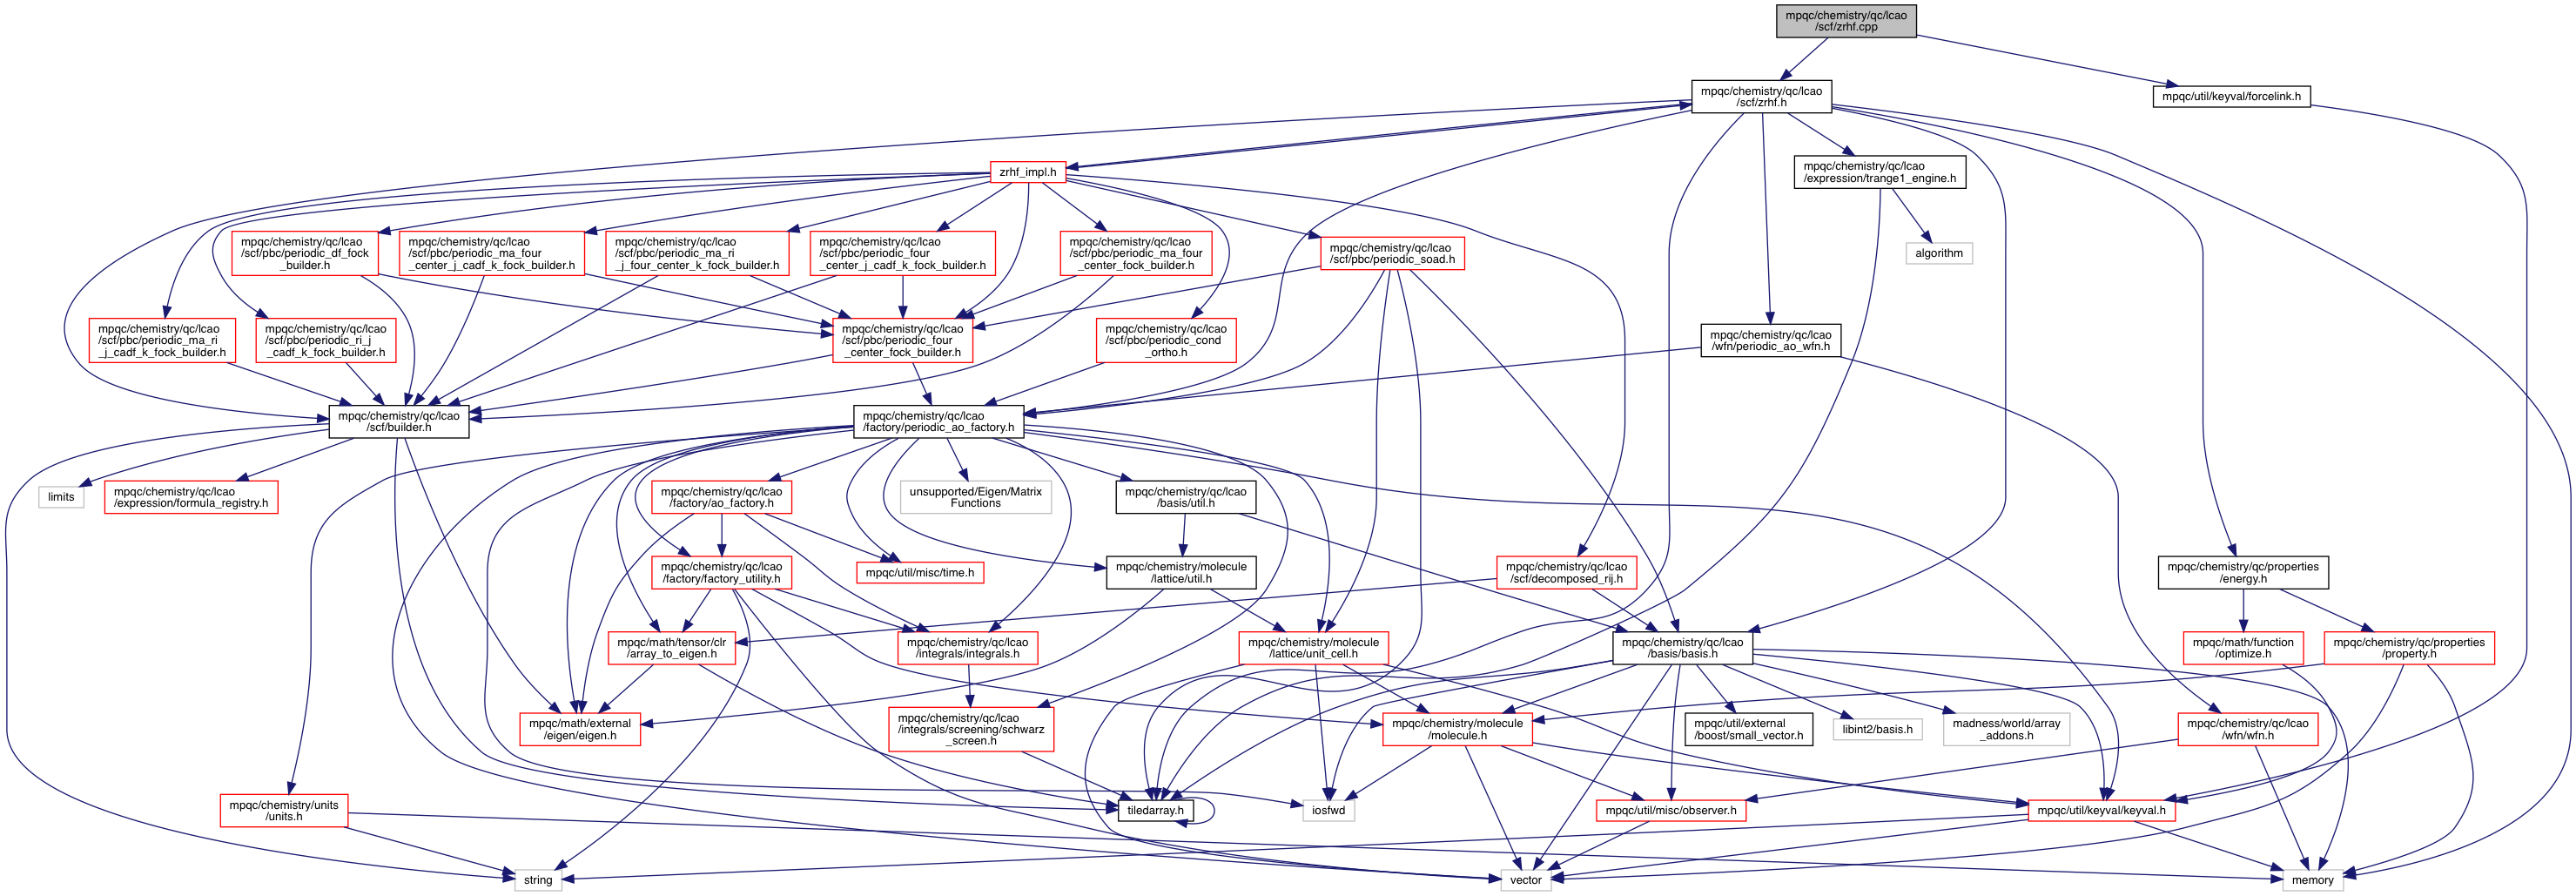 mpqc/chemistry/qc/lcao
/scf/zrhf.cpp
mpqc/chemistry/qc/lcao
/scf/zrhf.h
mpqc/util/keyval/forcelink.h
zrhf_impl.h
mpqc/chemistry/qc/lcao
/expression/trange1_engine.h
mpqc/chemistry/qc/lcao
/scf/pbc/periodic_df_fock
_builder.h
mpqc/chemistry/qc/lcao
/scf/pbc/periodic_ma_four
_center_j_cadf_k_fock_builder.h
mpqc/chemistry/qc/lcao
/scf/pbc/periodic_ma_ri
_j_four_center_k_fock_builder.h
mpqc/chemistry/qc/lcao
/scf/pbc/periodic_four
_center_j_cadf_k_fock_builder.h
mpqc/chemistry/qc/lcao
/scf/pbc/periodic_ma_four
_center_fock_builder.h
mpqc/chemistry/qc/lcao
/scf/pbc/periodic_soad.h
algorithm
mpqc/chemistry/qc/lcao
/scf/pbc/periodic_ma_ri
_j_cadf_k_fock_builder.h
mpqc/chemistry/qc/lcao
/scf/pbc/periodic_ri_j
_cadf_k_fock_builder.h
mpqc/chemistry/qc/lcao
/scf/pbc/periodic_four
_center_fock_builder.h
mpqc/chemistry/qc/lcao
/scf/pbc/periodic_cond
_ortho.h
mpqc/chemistry/qc/lcao
/wfn/periodic_ao_wfn.h
mpqc/chemistry/qc/lcao
/scf/builder.h
mpqc/chemistry/qc/lcao
/factory/periodic_ao_factory.h
limits
mpqc/chemistry/qc/lcao
/expression/formula_registry.h
mpqc/chemistry/qc/lcao
/factory/ao_factory.h
unsupported/Eigen/Matrix
Functions
mpqc/chemistry/qc/lcao
/basis/util.h
mpqc/chemistry/qc/lcao
/factory/factory_utility.h
mpqc/util/misc/time.h
mpqc/chemistry/molecule
/lattice/util.h
mpqc/chemistry/qc/lcao
/scf/decomposed_rij.h
mpqc/chemistry/qc/properties
/energy.h
mpqc/math/tensor/clr
/array_to_eigen.h
mpqc/chemistry/qc/lcao
/integrals/integrals.h
mpqc/chemistry/molecule
/lattice/unit_cell.h
mpqc/chemistry/qc/lcao
/basis/basis.h
mpqc/math/function
/optimize.h
mpqc/chemistry/qc/properties
/property.h
mpqc/math/external
/eigen/eigen.h
mpqc/chemistry/qc/lcao
/integrals/screening/schwarz
_screen.h
mpqc/chemistry/molecule
/molecule.h
mpqc/util/external
/boost/small_vector.h
libint2/basis.h
madness/world/array
_addons.h
mpqc/chemistry/qc/lcao
/wfn/wfn.h
mpqc/chemistry/units
/units.h
tiledarray.h
iosfwd
mpqc/util/misc/observer.h
mpqc/util/keyval/keyval.h
string
vector
memory